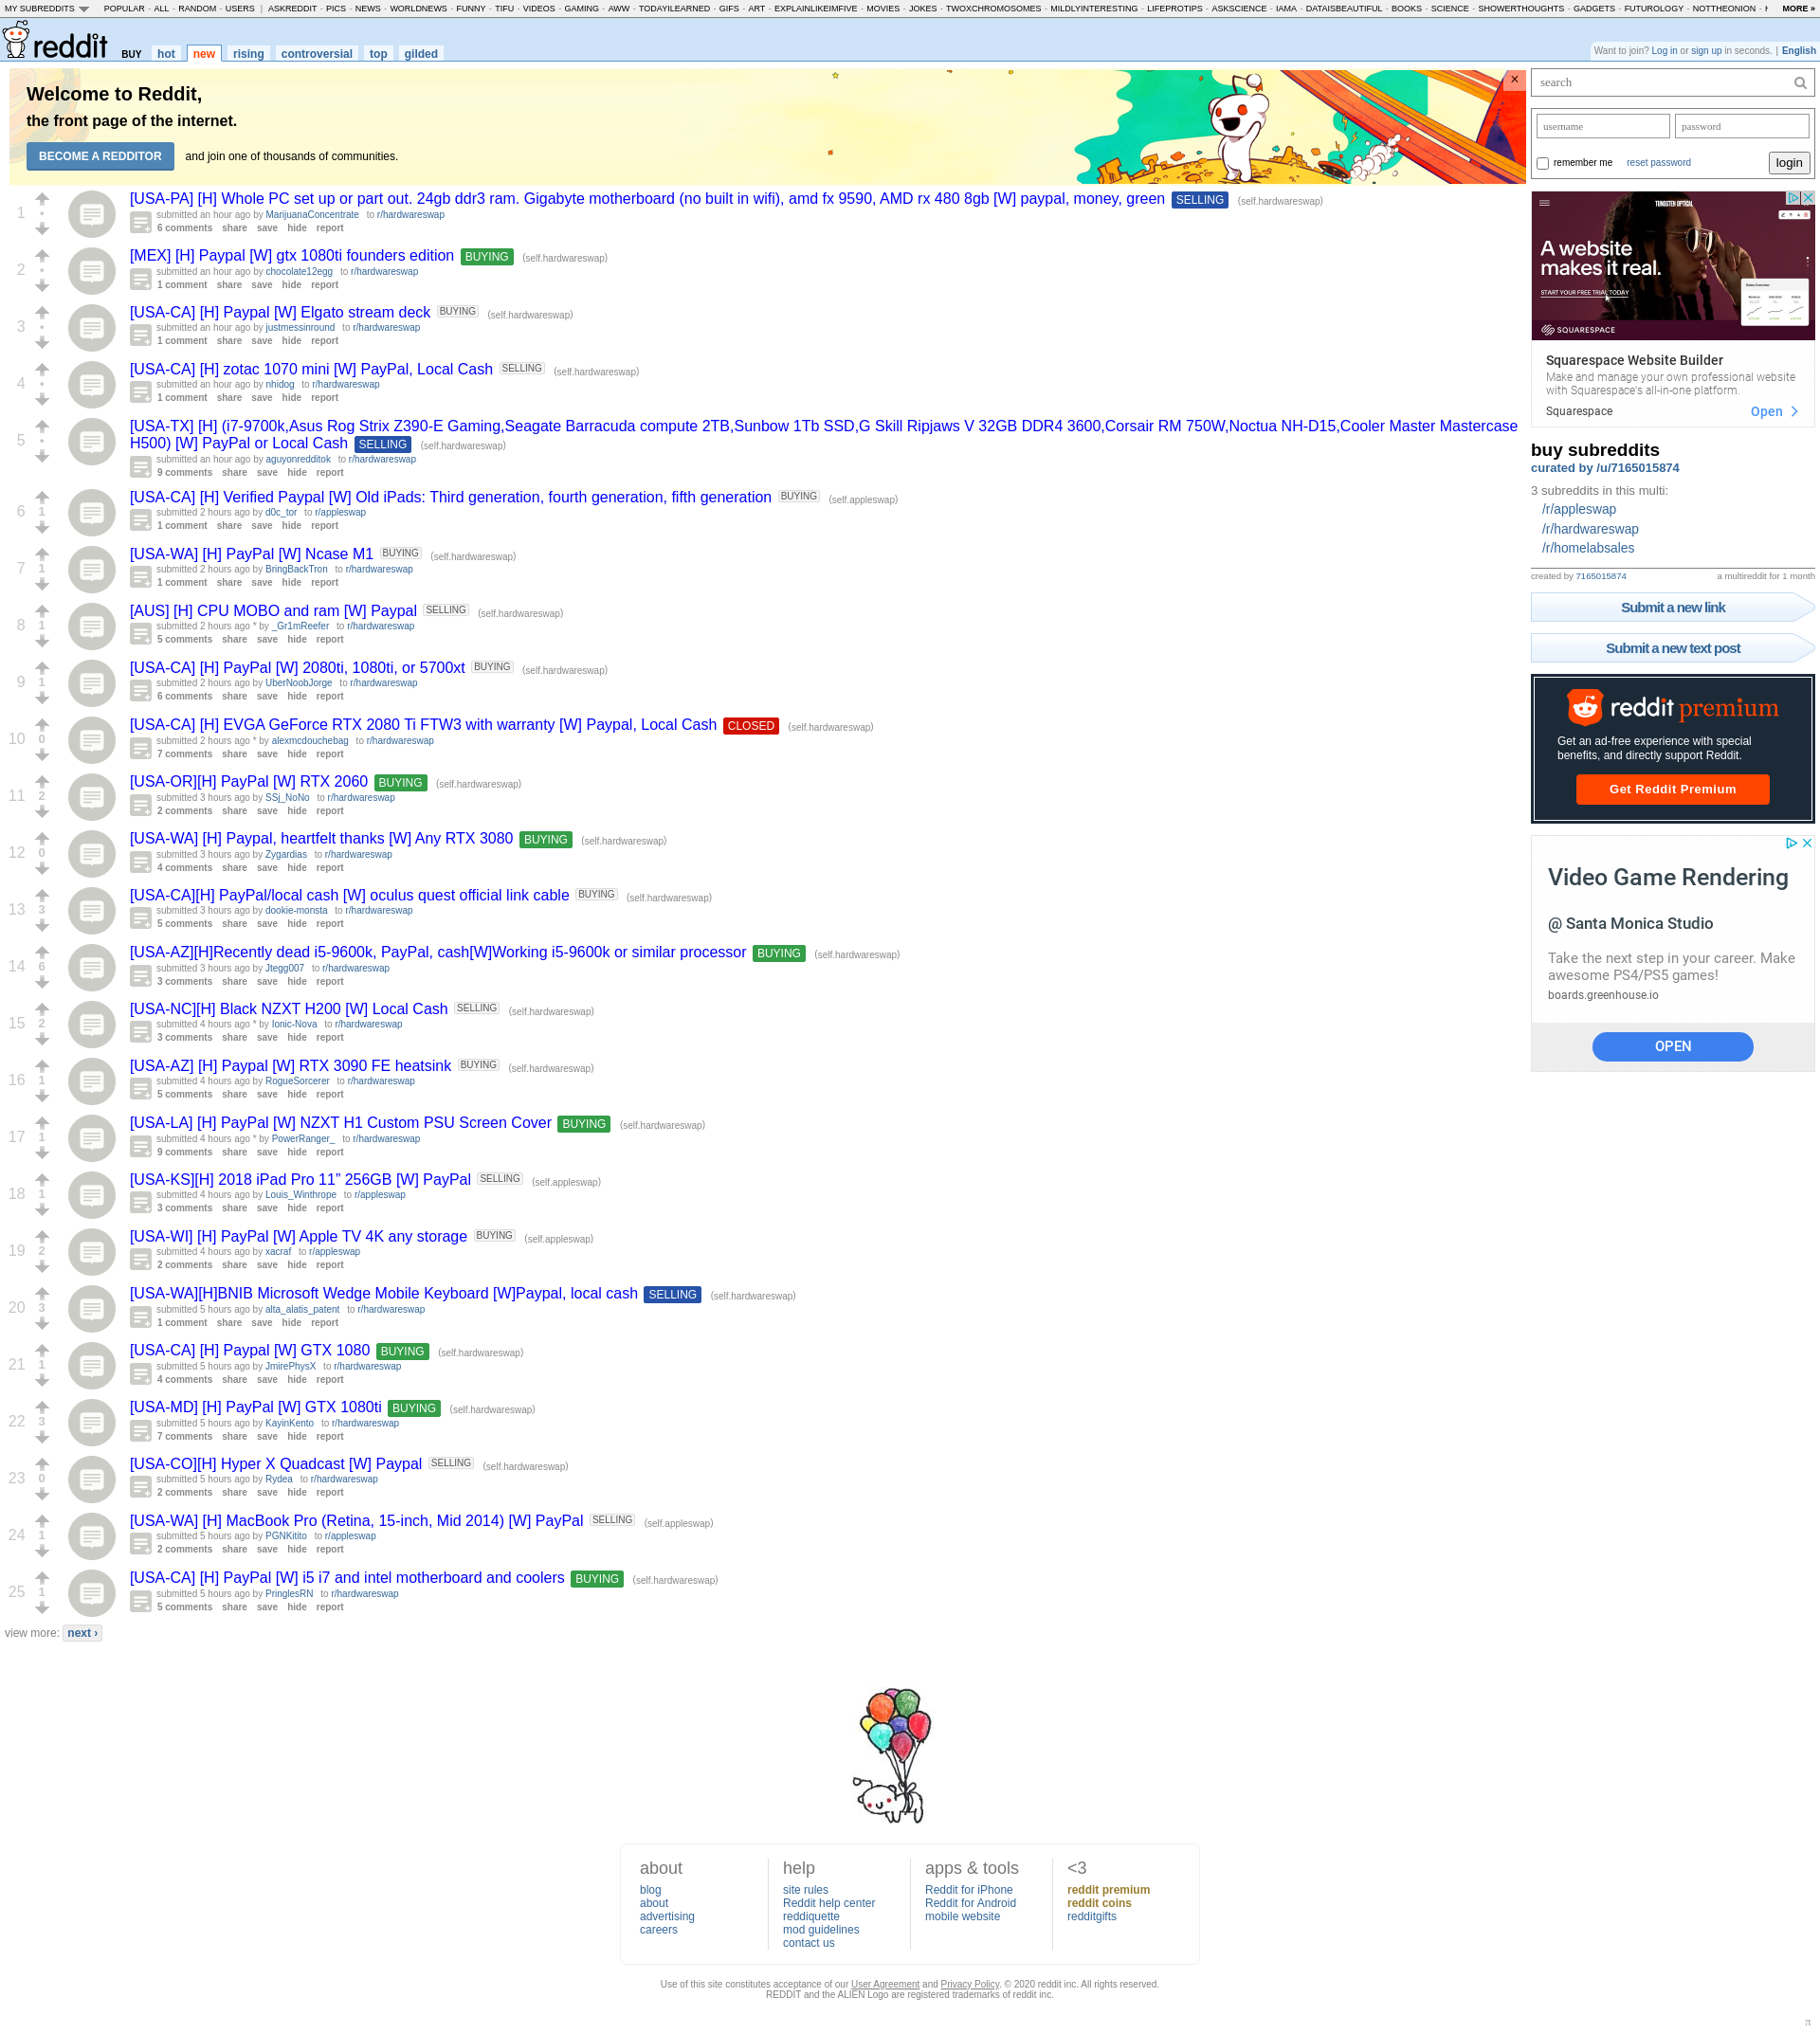 MY SUBREDDITS POPULAR - ALL - RANDOM - USERS | ASKREDDIT - PICS - NEWS - WORLDNEWS - FUNNY - TIFU - VIDEOS - GAMING - AWW - TODAYILEARNED - GIFS - ART - EXPLAINLIKEIMFIVE - MOVIES - JOKES - TWOXCHROMOSOMES - MILDLYINTERESTING - LIFEPROTIPS - ASKSCIENCE - IAMA - DATAISBEAUTIFUL - BOOKS - SCIENCE - SHOWERTHOUGHTS - GADGETS - FUTUROLOGY - NOTTHEONION - MORE »
reddit BUY hot new rising controversial top gilded
Want to join? Log in or sign up in seconds. | English
Welcome to Reddit,
the front page of the internet.
BECOME A REDDITOR and join one of thousands of communities.
×
1
[USA-PA] [H] Whole PC set up or part out. 24gb ddr3 ram. Gigabyte motherboard (no built in wifi), amd fx 9590, AMD rx 480 8gb [W] paypal, money, green SELLING (self.hardwareswap)
submitted an hour ago by MarijuanaConcentrate to r/hardwareswap
6 comments share save hide report
2
[MEX] [H] Paypal [W] gtx 1080ti founders edition BUYING (self.hardwareswap)
submitted an hour ago by chocolate12egg to r/hardwareswap
1 comment share save hide report
3
[USA-CA] [H] Paypal [W] Elgato stream deck BUYING (self.hardwareswap)
submitted an hour ago by justmessinround to r/hardwareswap
1 comment share save hide report
4
[USA-CA] [H] zotac 1070 mini [W] PayPal, Local Cash SELLING (self.hardwareswap)
submitted an hour ago by nhidog to r/hardwareswap
1 comment share save hide report
5
[USA-TX] [H] (i7-9700k,Asus Rog Strix Z390-E Gaming,Seagate Barracuda compute 2TB,Sunbow 1Tb SSD,G Skill Ripjaws V 32GB DDR4 3600,Corsair RM 750W,Noctua NH-D15,Cooler Master Mastercase
H500) [W] PayPal or Local Cash SELLING (self.hardwareswap)
submitted an hour ago by aguyonredditok to r/hardwareswap
9 comments share save hide report
6 1
[USA-CA] [H] Verified Paypal [W] Old iPads: Third generation, fourth generation, fifth generation BUYING (self.appleswap)
submitted 2 hours ago by d0c_tor to r/appleswap
1 comment share save hide report
7 1
[USA-WA] [H] PayPal [W] Ncase M1 BUYING (self.hardwareswap)
submitted 2 hours ago by BringBackTron to r/hardwareswap
1 comment share save hide report
8 1
[AUS] [H] CPU MOBO and ram [W] Paypal SELLING (self.hardwareswap)
submitted 2 hours ago * by _Gr1mReefer to r/hardwareswap
5 comments share save hide report
9 1
[USA-CA] [H] PayPal [W] 2080ti, 1080ti, or 5700xt BUYING (self.hardwareswap)
submitted 2 hours ago by UberNoobJorge to r/hardwareswap
6 comments share save hide report
10 0
[USA-CA] [H] EVGA GeForce RTX 2080 Ti FTW3 with warranty [W] Paypal, Local Cash CLOSED (self.hardwareswap)
submitted 2 hours ago * by alexmcdouchebag to r/hardwareswap
7 comments share save hide report
11 2
[USA-OR][H] PayPal [W] RTX 2060 BUYING (self.hardwareswap)
submitted 3 hours ago by SSj_NoNo to r/hardwareswap
2 comments share save hide report
12 0
[USA-WA] [H] Paypal, heartfelt thanks [W] Any RTX 3080 BUYING (self.hardwareswap)
submitted 3 hours ago by Zygardias to r/hardwareswap
4 comments share save hide report
13 3
[USA-CA][H] PayPal/local cash [W] oculus quest official link cable BUYING (self.hardwareswap)
submitted 3 hours ago by dookie-monsta to r/hardwareswap
5 comments share save hide report
14 6
[USA-AZ][H]Recently dead i5-9600k, PayPal, cash[W]Working i5-9600k or similar processor BUYING (self.hardwareswap)
submitted 3 hours ago by Jtegg007 to r/hardwareswap
3 comments share save hide report
15 2
[USA-NC][H] Black NZXT H200 [W] Local Cash SELLING (self.hardwareswap)
submitted 4 hours ago * by Ionic-Nova to r/hardwareswap
3 comments share save hide report
16 1
[USA-AZ] [H] Paypal [W] RTX 3090 FE heatsink BUYING (self.hardwareswap)
submitted 4 hours ago by RogueSorcerer to r/hardwareswap
5 comments share save hide report
17 1
[USA-LA] [H] PayPal [W] NZXT H1 Custom PSU Screen Cover BUYING (self.hardwareswap)
submitted 4 hours ago * by PowerRanger_ to r/hardwareswap
9 comments share save hide report
18 1
[USA-KS][H] 2018 iPad Pro 11” 256GB [W] PayPal SELLING (self.appleswap)
submitted 4 hours ago by Louis_Winthrope to r/appleswap
3 comments share save hide report
19 2
[USA-WI] [H] PayPal [W] Apple TV 4K any storage BUYING (self.appleswap)
submitted 4 hours ago by xacraf to r/appleswap
2 comments share save hide report
20 3
[USA-WA][H]BNIB Microsoft Wedge Mobile Keyboard [W]Paypal, local cash SELLING (self.hardwareswap)
submitted 5 hours ago by alta_alatis_patent to r/hardwareswap
1 comment share save hide report
21 1
[USA-CA] [H] Paypal [W] GTX 1080 BUYING (self.hardwareswap)
submitted 5 hours ago by JmirePhysX to r/hardwareswap
4 comments share save hide report
22 3
[USA-MD] [H] PayPal [W] GTX 1080ti BUYING (self.hardwareswap)
submitted 5 hours ago by KayinKento to r/hardwareswap
7 comments share save hide report
23 0
[USA-CO][H] Hyper X Quadcast [W] Paypal SELLING (self.hardwareswap)
submitted 5 hours ago by Rydea to r/hardwareswap
2 comments share save hide report
24 1
[USA-WA] [H] MacBook Pro (Retina, 15-inch, Mid 2014) [W] PayPal SELLING (self.appleswap)
submitted 5 hours ago by PGNKitito to r/appleswap
2 comments share save hide report
25 1
[USA-CA] [H] PayPal [W] i5 i7 and intel motherboard and coolers BUYING (self.hardwareswap)
submitted 5 hours ago by PringlesRN to r/hardwareswap
5 comments share save hide report
view more: next ›
search
username password
remember me reset password login
TUNGSTEN OPTICAL
A website
makes it real.
START YOUR FREE TRIAL TODAY
SQUARESPACE
Squarespace Website Builder
Make and manage your own professional website
with Squarespace's all-in-one platform.
Squarespace Open
buy subreddits
curated by /u/7165015874
3 subreddits in this multi:
/r/appleswap
/r/hardwareswap
/r/homelabsales
created by 7165015874 a multireddit for 1 month
Submit a new link
Submit a new text post
reddit premium
Get an ad-free experience with special
benefits, and directly support Reddit.
Get Reddit Premium
Video Game Rendering
@ Santa Monica Studio
Take the next step in your career. Make
awesome PS4/PS5 games!
boards.greenhouse.io
OPEN
about
blog
about
advertising
careers
help
site rules
Reddit help center
reddiquette
mod guidelines
contact us
apps & tools
Reddit for iPhone
Reddit for Android
mobile website
<3
reddit premium
reddit coins
redditgifts
Use of this site constitutes acceptance of our User Agreement and Privacy Policy. © 2020 reddit inc. All rights reserved.
REDDIT and the ALIEN Logo are registered trademarks of reddit inc.
π